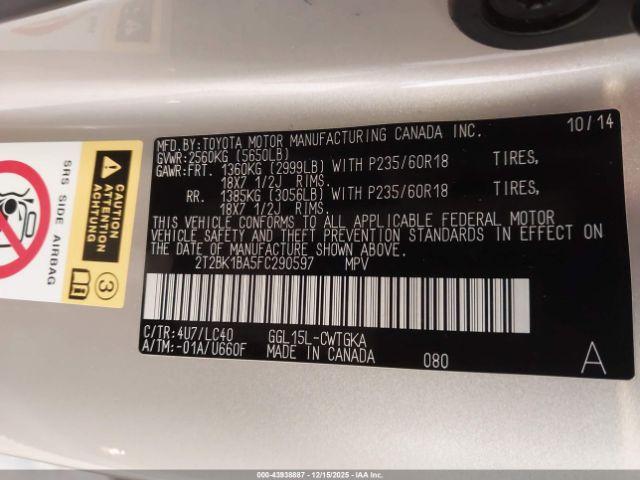 MFD.BY:TOYOTA MOTOR MANUFACTURING CANADA INC. 10/14
GVWR:2560KG (5650LB)
GAWR:FRT. 1360KG (2999LB) WITH P235/60R18 TIRES,
18X7 1/2J RIMS.
RR. 1385KG (3056LB) WITH P235/60R18 TIRES,
18X7 1/2J RIMS.
THIS VEHICLE CONFORMS TO ALL APPLICABLE FEDERAL MOTOR
VEHICLE SAFETY AND THEFT PREVENTION STANDARDS IN EFFECT ON
THE DATE OF MANUFACTURE SHOWN ABOVE.
2T2BK1BA5FC290597 MPV
C/TR:4U7/LC40 GGL15L-CWTGKA
A/TM:-01A/U660F MADE IN CANADA 080 A
SRS SIDE AIRBAG
3
000-43938887 - 12/15/2025 - IAA, Inc.